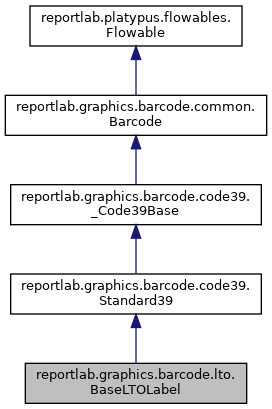 reportlab.platypus.flowables.
Flowable
reportlab.graphics.barcode.common.
Barcode
reportlab.graphics.barcode.code39.
_Code39Base
reportlab.graphics.barcode.code39.
Standard39
reportlab.graphics.barcode.lto.
BaseLTOLabel